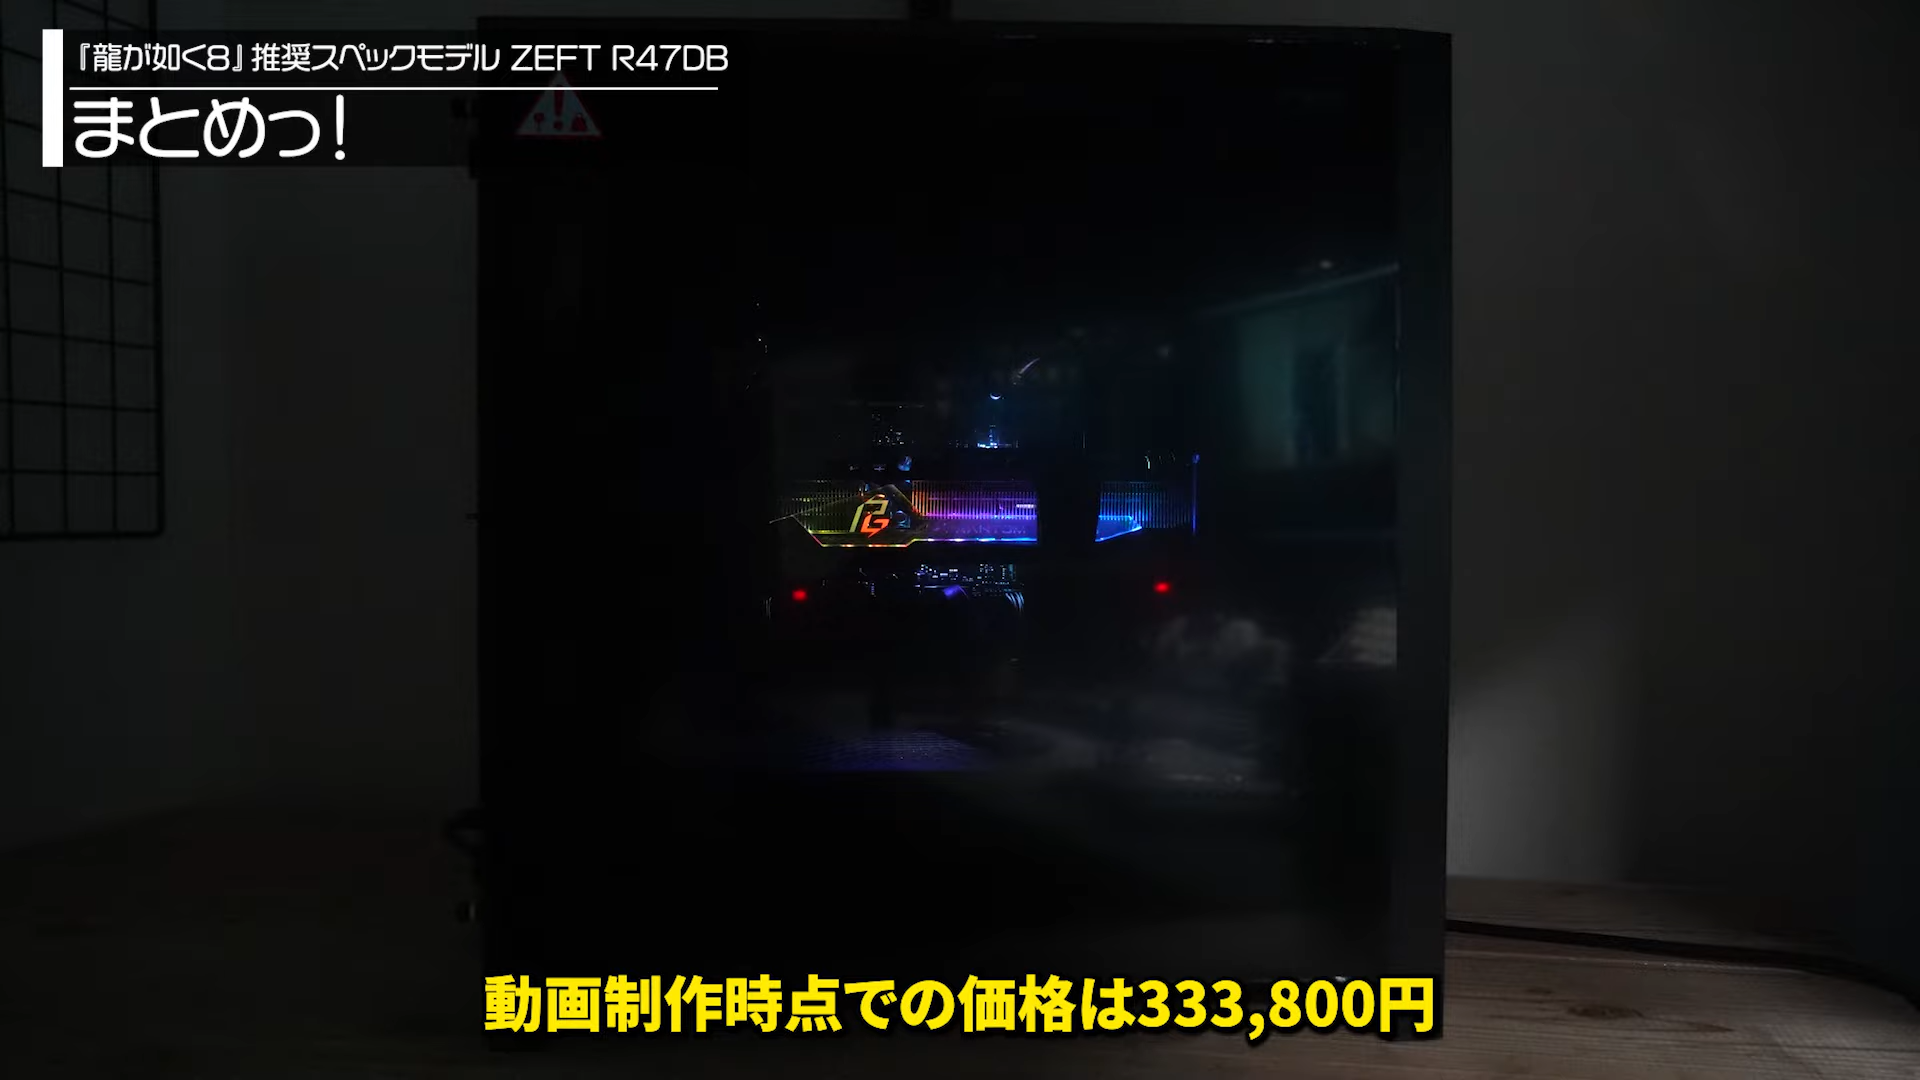 『龍が如く8』推奨スペックモデル ZEFT R47DB
まとめっ!
PG
PHANTOM
動画制作時点での価格は333,800円